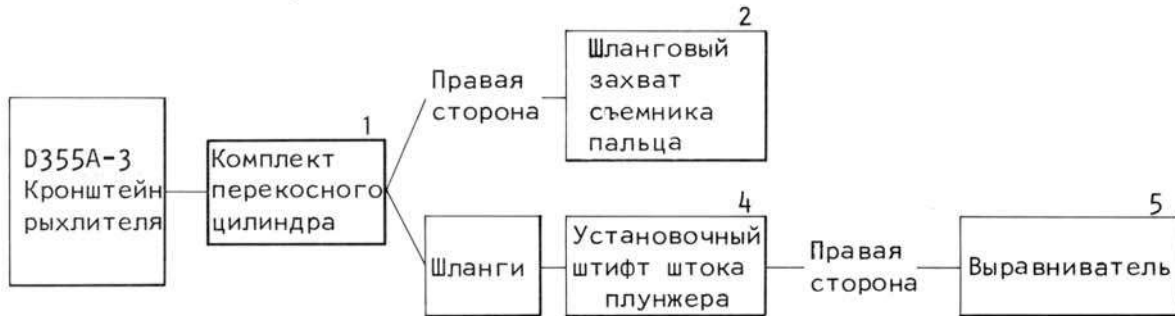 D355A-3
Кронштейн
рыхлителя
1
Комплект
перекосного
цилиндра
Правая
сторона
2
Шланговый
захват
съемника
пальца
Шланги
4
Установочный
штифт штока
плунжера
Правая
сторона
5
Выравниватель